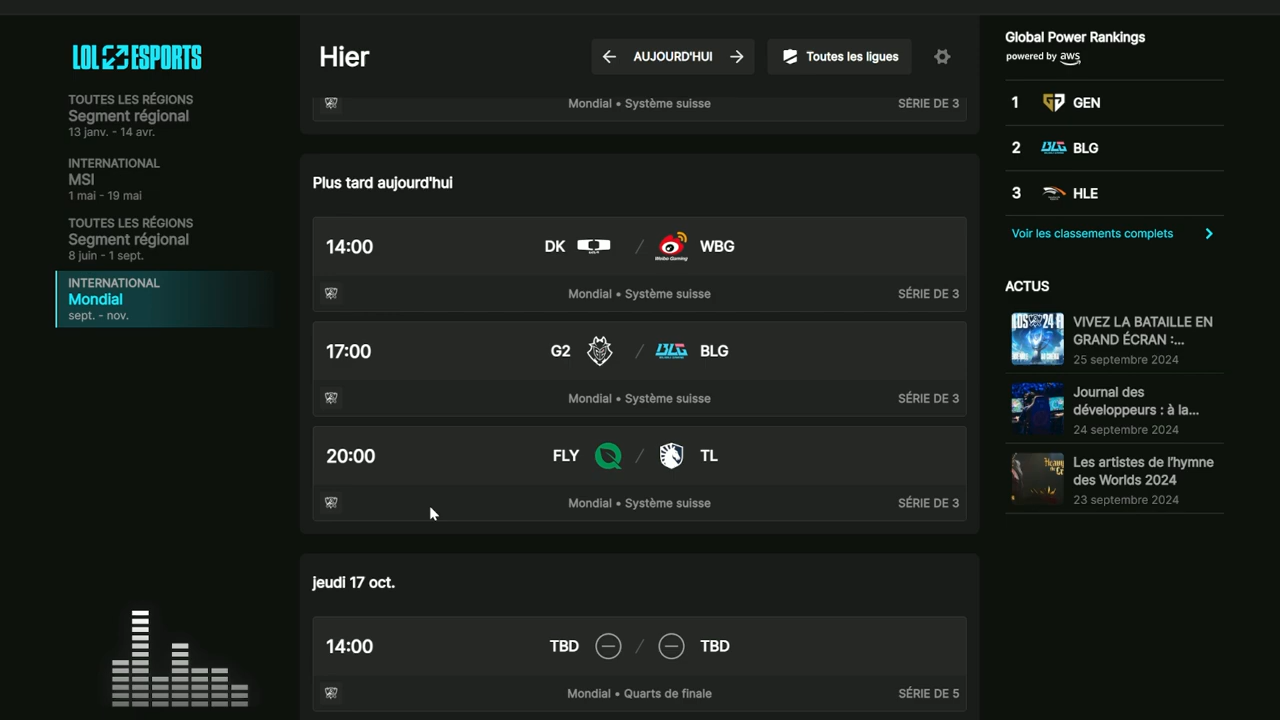 LOL ESPORTS
TOUTES LES RÉGIONS
Segment régional
13 janv. - 14 avr.
INTERNATIONAL
MSI
1 mai - 19 mai
TOUTES LES RÉGIONS
Segment régional
8 juin - 1 sept.
INTERNATIONAL
Mondial
sept. - nov.
Hier
AUJOURD'HUI
Toutes les ligues
Mondial • Système suisse SÉRIE DE 3
Plus tard aujourd'hui
14:00 DK / WBG
Weibo Gaming
Mondial • Système suisse SÉRIE DE 3
17:00 G2 / BLG BLG
Mondial • Système suisse SÉRIE DE 3
20:00 FLY / TL
Mondial • Système suisse SÉRIE DE 3
jeudi 17 oct.
14:00 TBD / TBD
Mondial • Quarts de finale SÉRIE DE 5
Global Power Rankings
powered by aws
1 GEN
2 BLG BLG
3 HLE
Voir les classements complets
ACTUS
VIVEZ LA BATAILLE EN
GRAND ÉCRAN :...
25 septembre 2024
Journal des
développeurs : à la...
24 septembre 2024
Les artistes de l'hymne
des Worlds 2024
23 septembre 2024